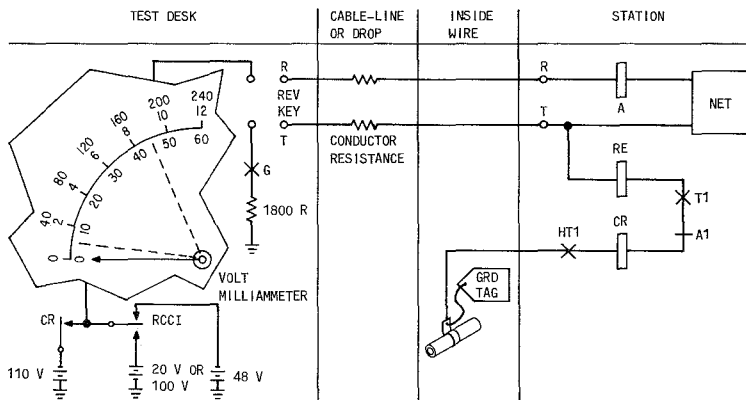 TEST DESK
CABLE-LINE
OR DROP
INSIDE
WIRE
STATION
R
REV
KEY
T
R
A
NET
T
CONDUCTOR
RESISTANCE
240
12
60
200
10
50
160
8
40
120
6
30
80
4
20
40
2
10
0
0
G
1800 R
RE
T1
A1
CR
HT1
GRD
TAG
VOLT
MILLIAMMETER
CR
RCCI
110 V
20 V OR
100 V
48 V